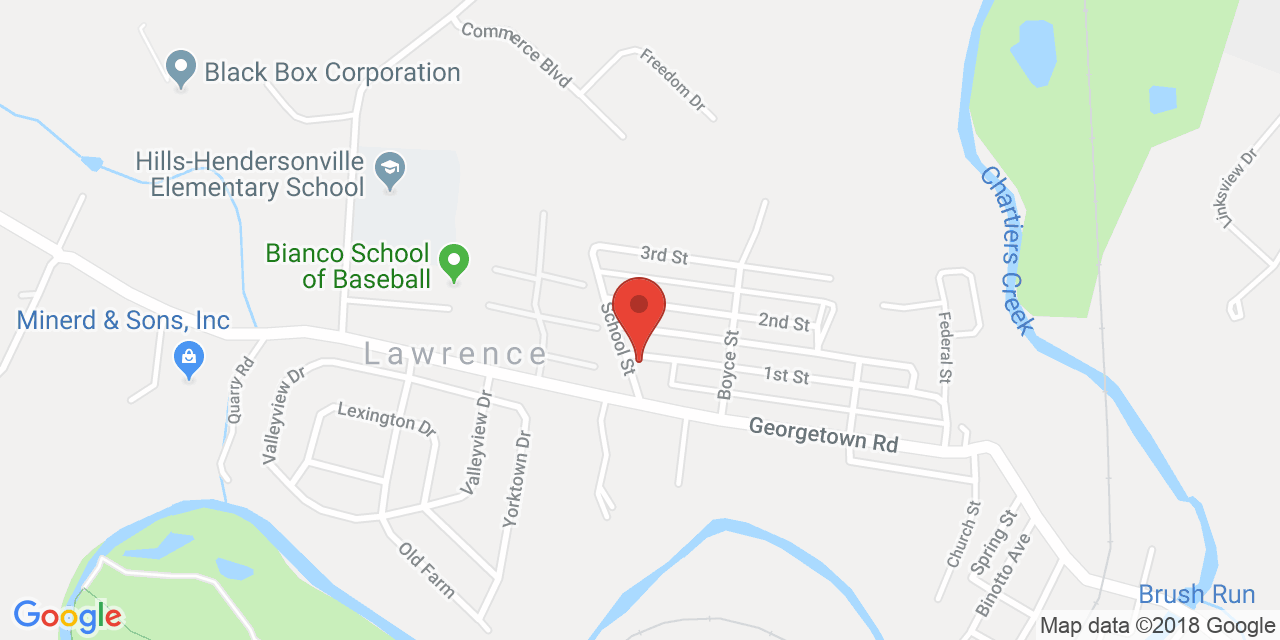 Commerce Blvd
Freedom Dr
Black Box Corporation
Hills-Hendersonville
Elementary School
Linksview Dr
Chartiers Creek
Bianco School
of Baseball
3rd St
School St
2nd St
Minerd & Sons, Inc
Federal St
Lawrence
Boyce St
1st St
Quarry Rd
Valleyview Dr
Lexington Dr
Valleyview Dr
Yorktown Dr
Georgetown Rd
Church St
Spring St
Binotto Ave
Old Farm
Brush Run
Google
Map data ©2018 Google